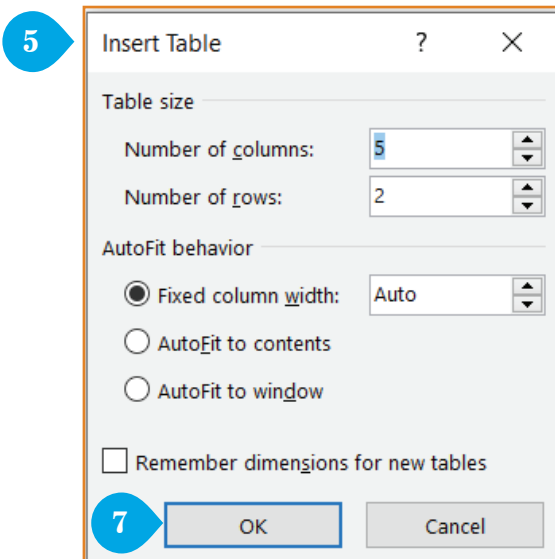 5
Insert Table ? ×
Table size
Number of columns: 5
Number of rows: 2
AutoFit behavior
Fixed column width: Auto
AutoFit to contents
AutoFit to window
Remember dimensions for new tables
7
OK Cancel